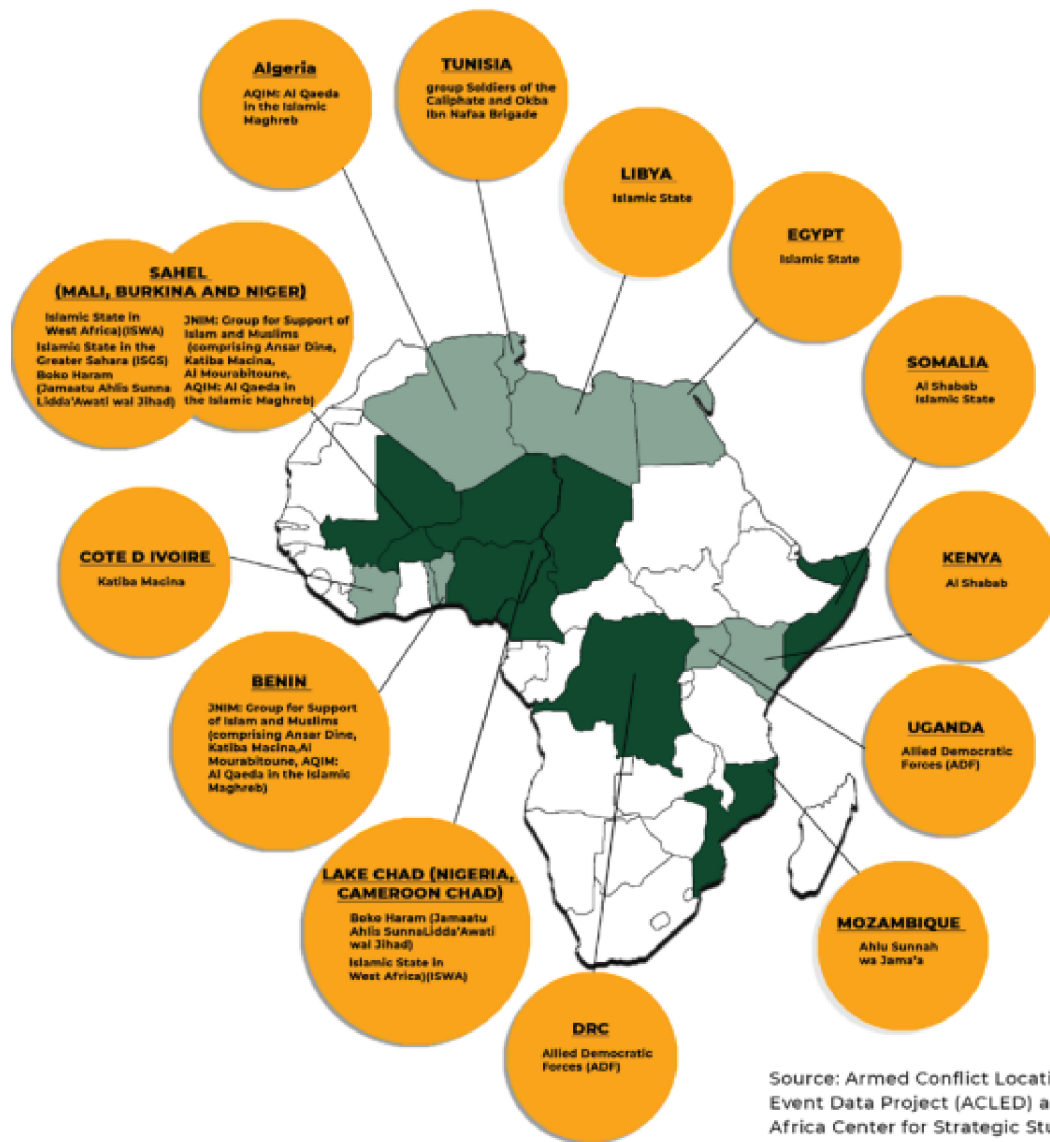 Algeria
AQIM: Al Qaeda
in the Islamic
Maghreb
TUNISIA
group Soldiers of the
Caliphate and Okba
Ibn Nafaa Brigade
LIBYA
Islamic State
EGYPT
Islamic State
SAHEL
(MALI, BURKINA AND NIGER)
Islamic State in
West Africa)(ISWA)
Islamic State in the
Greater Sahara (ISGS)
Boko Haram
(Jamaatu Ahlis Sunna
Lidda'Awati wal Jihad)
JNIM: Group for Support of
Islam and Muslims
(comprising Ansar Dine,
Katiba Macina,
Al Mourabitoune,
AQIM: Al Qaeda in
the Islamic Maghreb)
SOMALIA
Al Shabab
Islamic State
COTE D IVOIRE
Katiba Macina
KENYA
Al Shabab
BENIN
JNIM: Group for Support
of Islam and Muslims
(comprising Ansar Dine,
Katiba Macina,Al
Mourabitoune, AQIM:
Al Qaeda in the Islamic
Maghreb)
UGANDA
Allied Democratic
Forces (ADF)
LAKE CHAD (NIGERIA,
CAMEROON CHAD)
Boko Haram (Jamaatu
Ahlis SunnaLidda'Awati
wal Jihad)
Islamic State in
West Africa)(ISWA)
MOZAMBIQUE
Ahlu Sunnah
wa Jama'a
DRC
Allied Democratic
Forces (ADF)
Source: Armed Conflict Locati
Event Data Project (ACLED) a
Africa Center for Strategic Stu